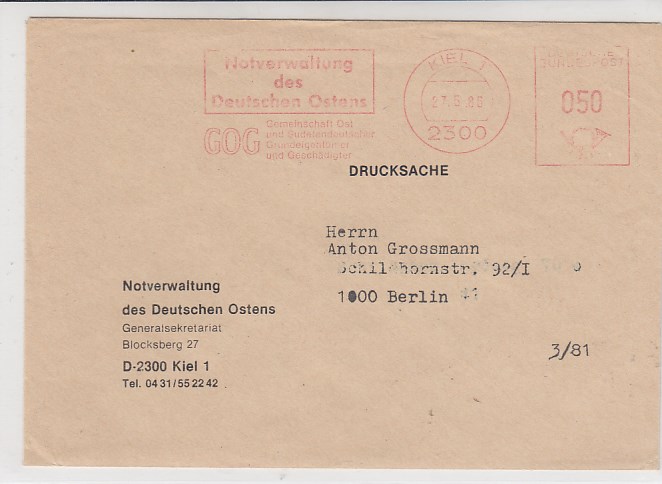 Notverwaltung
des
Deutschen Ostens
GOG
Gemeinschaft Ost
und Sudetendeutscher
Grundeigentümer
und Geschädigter
KIEL 1
2300
BUNDESPOST
050
DRUCKSACHE
Herrn
Anton Grossmann
92/I
1000 Berlin
Notverwaltung
des Deutschen Ostens
Generalsekretariat
Blocksberg 27
D-2300 Kiel 1
Tel. 0431/552242
3/81